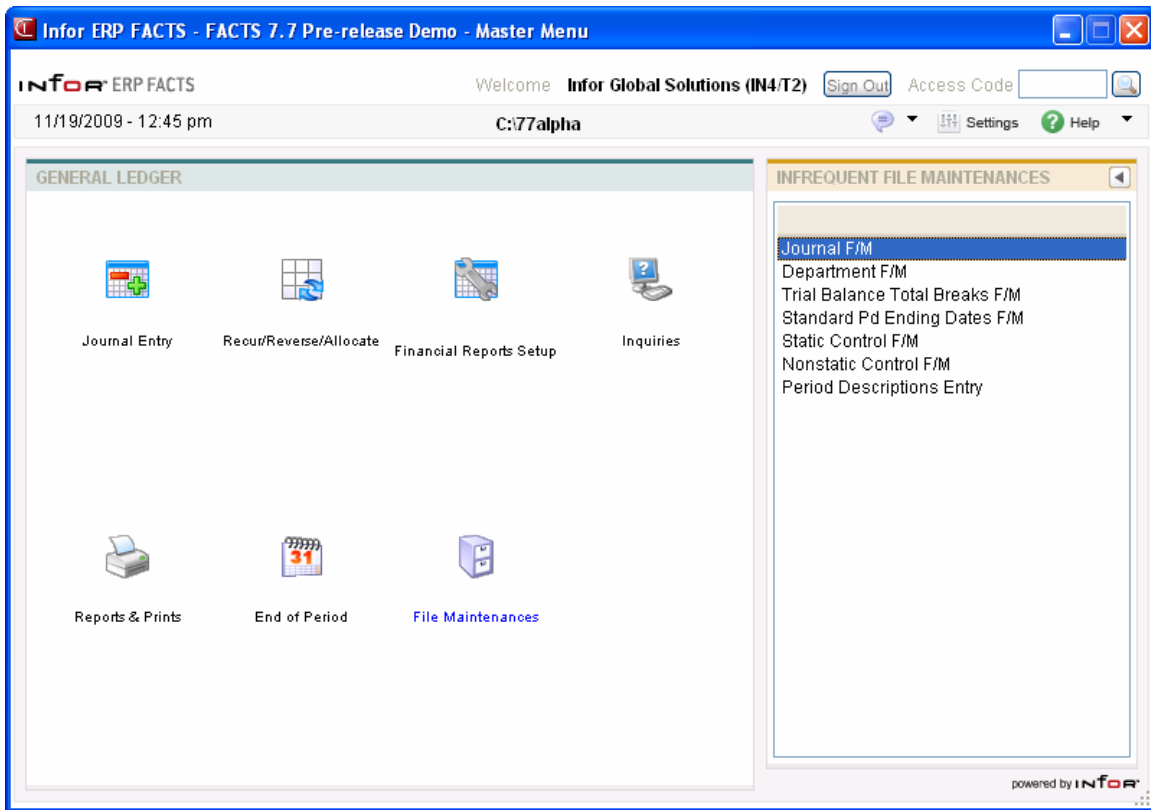 Infor ERP FACTS - FACTS 7.7 Pre-release Demo - Master Menu
infor ERP FACTS
Welcome Infor Global Solutions (IN4/T2) Sign Out Access Code
11/19/2009 - 12:45 pm
C:\77alpha
Settings
Help
GENERAL LEDGER
Journal Entry
Recur/Reverse/Allocate
Financial Reports Setup
Inquiries
Reports & Prints
31
End of Period
File Maintenances
INFREQUENT FILE MAINTENANCES
Journal F/M
Department F/M
Trial Balance Total Breaks F/M
Standard Pd Ending Dates F/M
Static Control F/M
Nonstatic Control F/M
Period Descriptions Entry
powered by infor